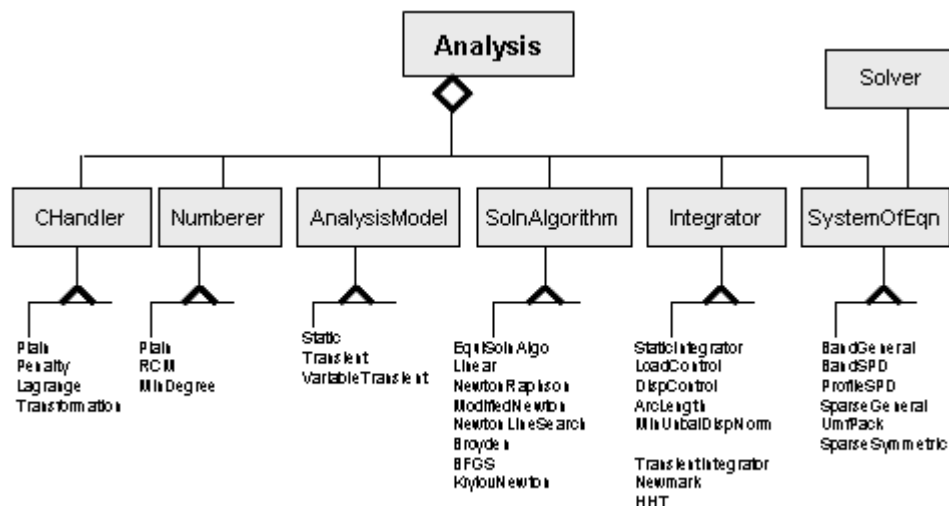 Analysis
Solver
CHandler
Numberer
AnalysisModel
SolnAlgorithm
Integrator
SystemOfEqn
Plain
Penalty
Lagrange
Transformation
Plain
RCM
MinDegree
Static
Transient
VariableTransient
EquiSolnAlgo
Linear
NewtonRaphson
ModifiedNewton
NewtonLineSearch
Broyden
BFGS
KrylovNewton
StaticIntegrator
LoadControl
DispControl
ArcLength
MinUnbalDispNorm
TransientIntegrator
Newmark
HHT
BandGeneral
BandSPD
ProfileSPD
SparseGeneral
UmfPack
SparseSymmetric